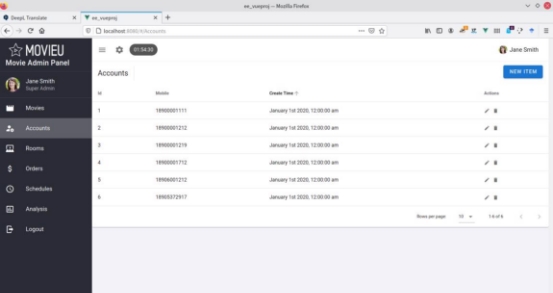 ee_vueproj — Mozilla Firefox
DeepL Translate
ee_vueproj
localhost:8080/#/Accounts
MOVIEU
Movie Admin Panel
01:54:30
Jane Smith
Jane Smith
Super Admin
Movies
Accounts
Rooms
Orders
Schedules
Analysis
Logout
Accounts
NEW ITEM
Id Mobile Create Time ↑ Actions
1 18900001111 January 1st 2020, 12:00:00 am
2 18900001212 January 1st 2020, 12:00:00 am
3 18900001219 January 1st 2020, 12:00:00 am
4 18900001712 January 1st 2020, 12:00:00 am
5 18906001212 January 1st 2020, 12:00:00 am
6 18905372917 January 1st 2020, 12:00:00 am
Rows per page: 10 1-6 of 6